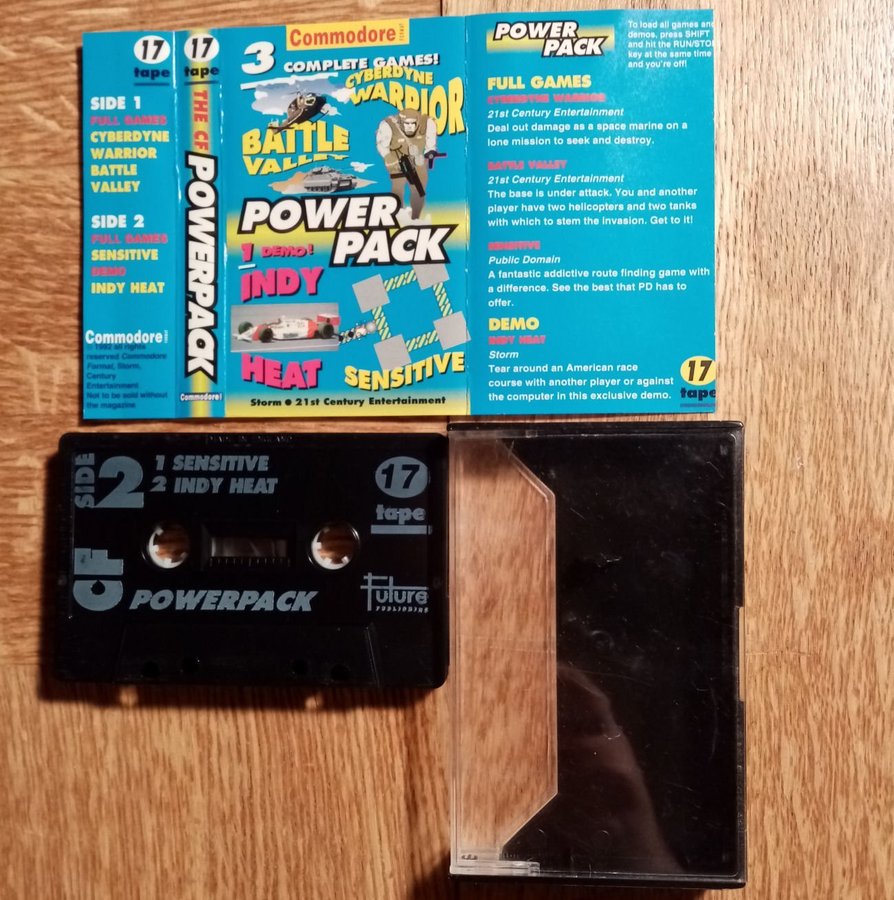 17
tape
SIDE 1
FULL GAMES
CYBERDYNE
WARRIOR
BATTLE
VALLEY
SIDE 2
FULL GAMES
SENSITIVE
DEMO
INDY HEAT
Commodore
FORMAT
© 1992 all rights
reserved Commodore
Format, Storm,
Century
Entertainment
Not to be sold without
the magazine
17
tape
THE CF
POWERPACK
Commodore
Commodore
FORMAT
3 COMPLETE GAMES!
CYBERDYNE
WARRIOR
BATTLE
VALLEY
POWER
PACK
1 DEMO!
INDY
HEAT
SENSITIVE
Storm ● 21st Century Entertainment
POWER
PACK
To load all games and
demos, press SHIFT
and hit the RUN/STO
key at the same time
and you're off!
FULL GAMES
CYBERDYNE WARRIOR
21st Century Entertainment
Deal out damage as a space marine on a
lone mission to seek and destroy.
BATTLE VALLEY
21st Century Entertainment
The base is under attack. You and another
player have two helicopters and two tanks
with which to stem the invasion. Get to it!
SENSITIVE
Public Domain
A fantastic addictive route finding game with
a difference. See the best that PD has to
offer.
DEMO
INDY HEAT
Storm
Tear around an American race
course with another player or against
the computer in this exclusive demo.
17
tape
CF
SIDE
2
1 SENSITIVE
2 INDY HEAT
17
tape
POWERPACK
Future
PUBLISHING